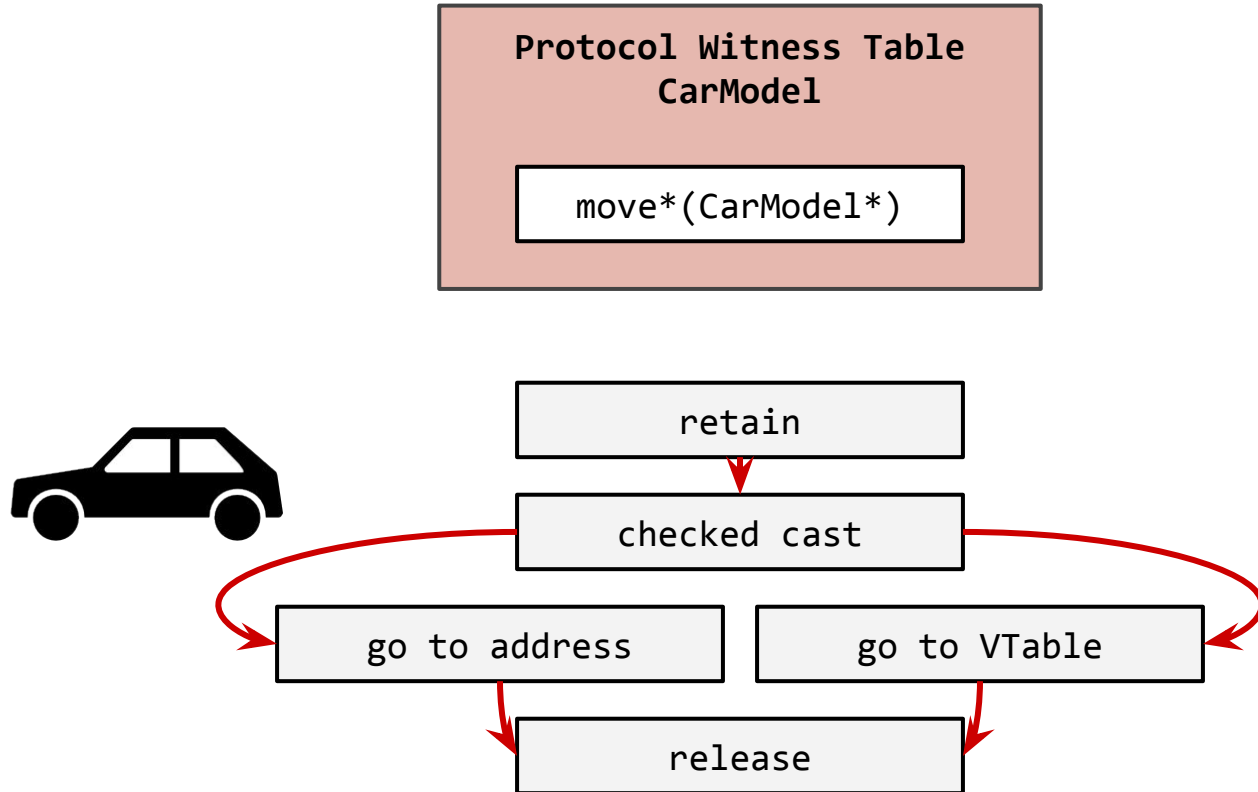 Protocol Witness Table
CarModel
move*(CarModel*)
retain
checked cast
go to address
go to VTable
release